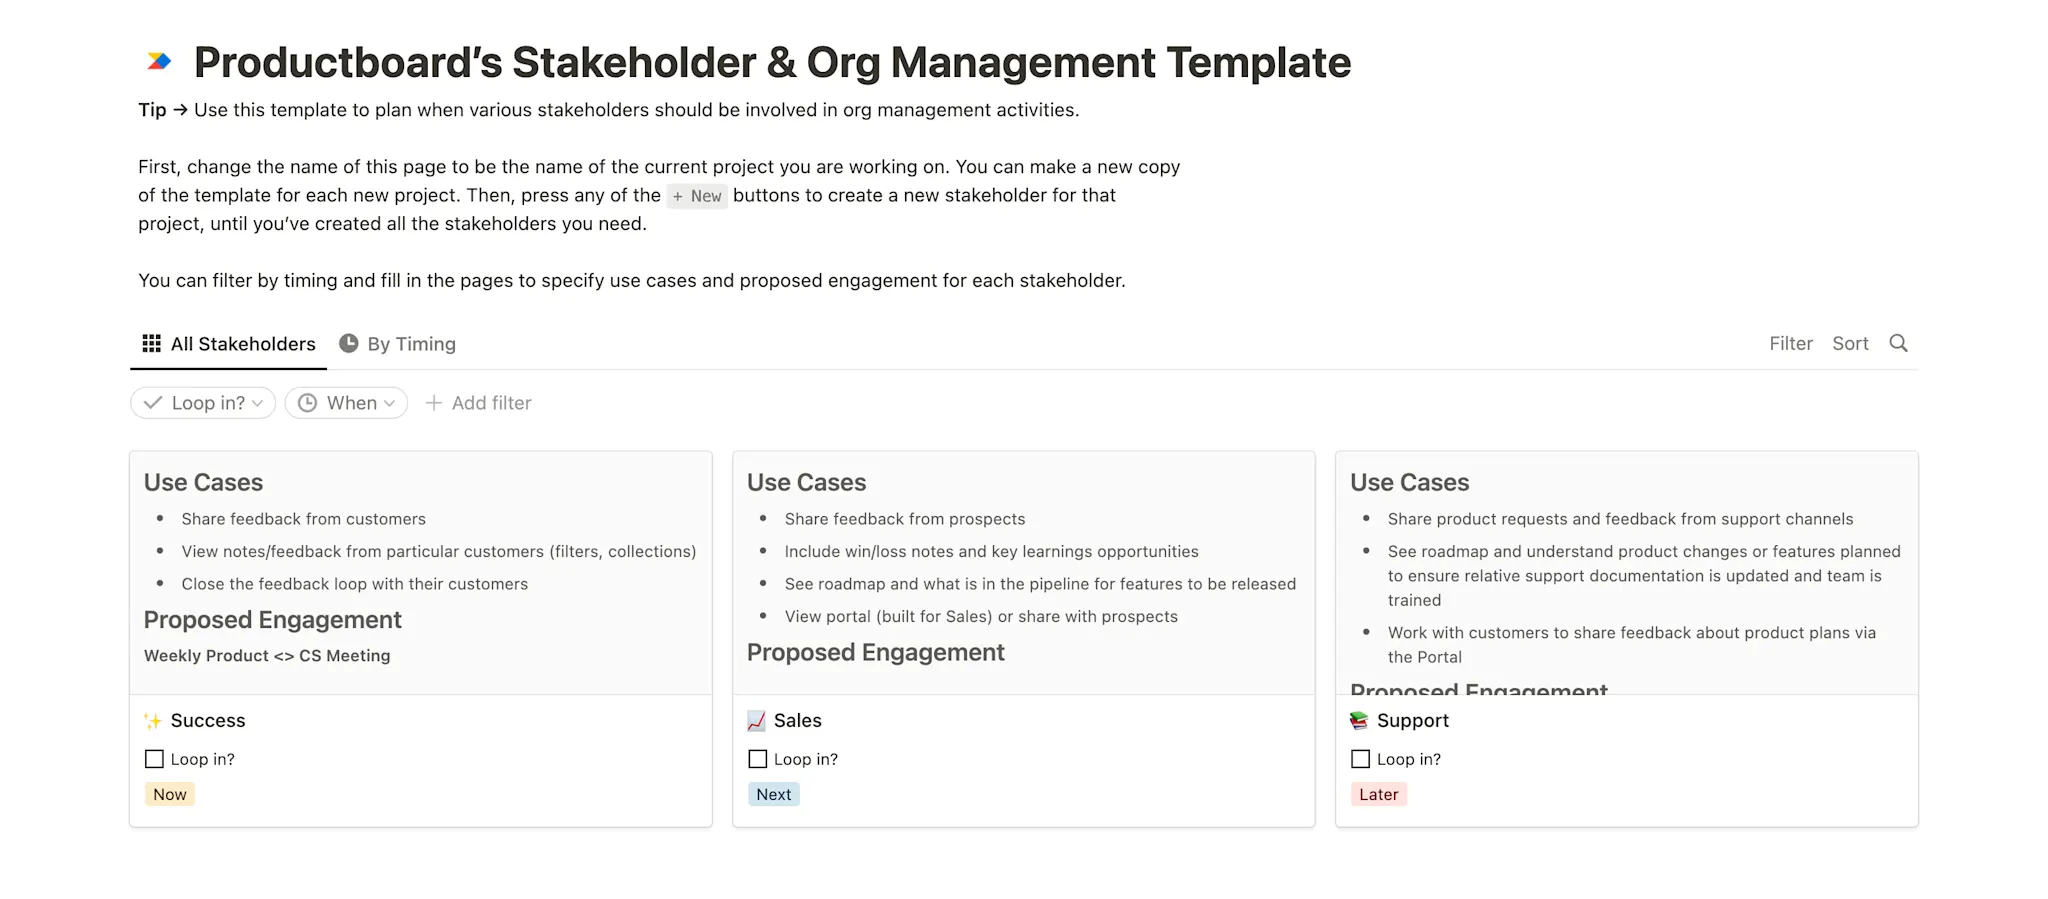 Productboard’s Stakeholder & Org Management Template
Tip → Use this template to plan when various stakeholders should be involved in org management activities.
First, change the name of this page to be the name of the current project you are working on. You can make a new copy
of the template for each new project. Then, press any of the + New buttons to create a new stakeholder for that
project, until you’ve created all the stakeholders you need.
You can filter by timing and fill in the pages to specify use cases and proposed engagement for each stakeholder.
All Stakeholders
By Timing
Filter
Sort
Loop in?
When
+ Add filter
Use Cases
• Share feedback from customers
• View notes/feedback from particular customers (filters, collections)
• Close the feedback loop with their customers
Proposed Engagement
Weekly Product <> CS Meeting
Success
Loop in?
Now
Use Cases
• Share feedback from prospects
• Include win/loss notes and key learnings opportunities
• See roadmap and what is in the pipeline for features to be released
• View portal (built for Sales) or share with prospects
Proposed Engagement
Sales
Loop in?
Next
Use Cases
• Share product requests and feedback from support channels
• See roadmap and understand product changes or features planned
to ensure relative support documentation is updated and team is
trained
• Work with customers to share feedback about product plans via
the Portal
Proposed Engagement
Support
Loop in?
Later